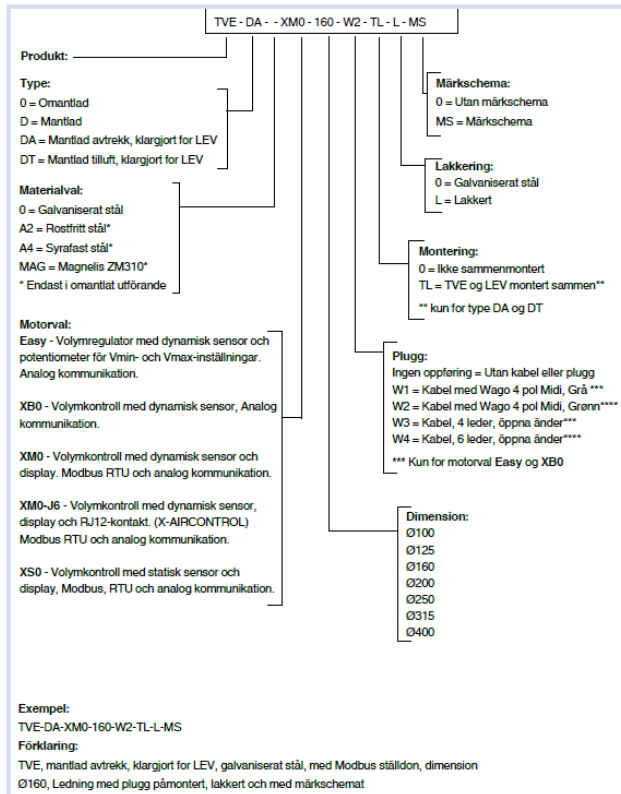 TVE - DA - - XM0 - 160 - W2 - TL - L - MS
Produkt:
Type:
0 = Omantlad
D = Mantlad
DA = Mantlad avtrekk, klargjort for LEV
DT = Mantlad tilluft, klargjort for LEV
Materialval:
0 = Galvaniserat stål
A2 = Rostfritt stål*
A4 = Syrafast stål*
MAG = Magnelis ZM310*
* Endast i omantlat utförande
Motorval:
Easy - Volymregulator med dynamisk sensor och
potentiometer för Vmin- och Vmax-inställningar.
Analog kommunikation.
XB0 - Volymkontroll med dynamisk sensor, Analog
kommunikation.
XM0 - Volymkontroll med dynamisk sensor och
display. Modbus RTU och analog kommunikation.
XM0-J6 - Volymkontroll med dynamisk sensor,
display och RJ12-kontakt. (X-AIRCONTROL)
Modbus RTU och analog kommunikation.
XS0 - Volymkontroll med statisk sensor och
display, Modbus, RTU och analog kommunikation.
Märkschema:
0 = Utan märkschema
MS = Märkschema
Lakkering:
0 = Galvaniserat stål
L = Lakkert
Montering:
0 = Ikke sammenmontert
TL = TVE og LEV montert sammen**
** kun for type DA og DT
Plugg:
Ingen oppføring = Utan kabel eller plugg
W1 = Kabel med Wago 4 pol Midi, Grå ***
W2 = Kabel med Wago 4 pol Midi, Grønn****
W3 = Kabel, 4 leder, öppna änder***
W4 = Kabel, 6 leder, öppna änder****
*** Kun for motorval Easy og XB0
Dimension:
Ø100
Ø125
Ø160
Ø200
Ø250
Ø315
Ø400
Exempel:
TVE-DA-XM0-160-W2-TL-L-MS
Förklaring:
TVE, mantlad avtrekk, klargjort for LEV, galvaniserat stål, med Modbus ställdon, dimension
Ø160, Ledning med plugg påmontert, lakkert och med märkschemat